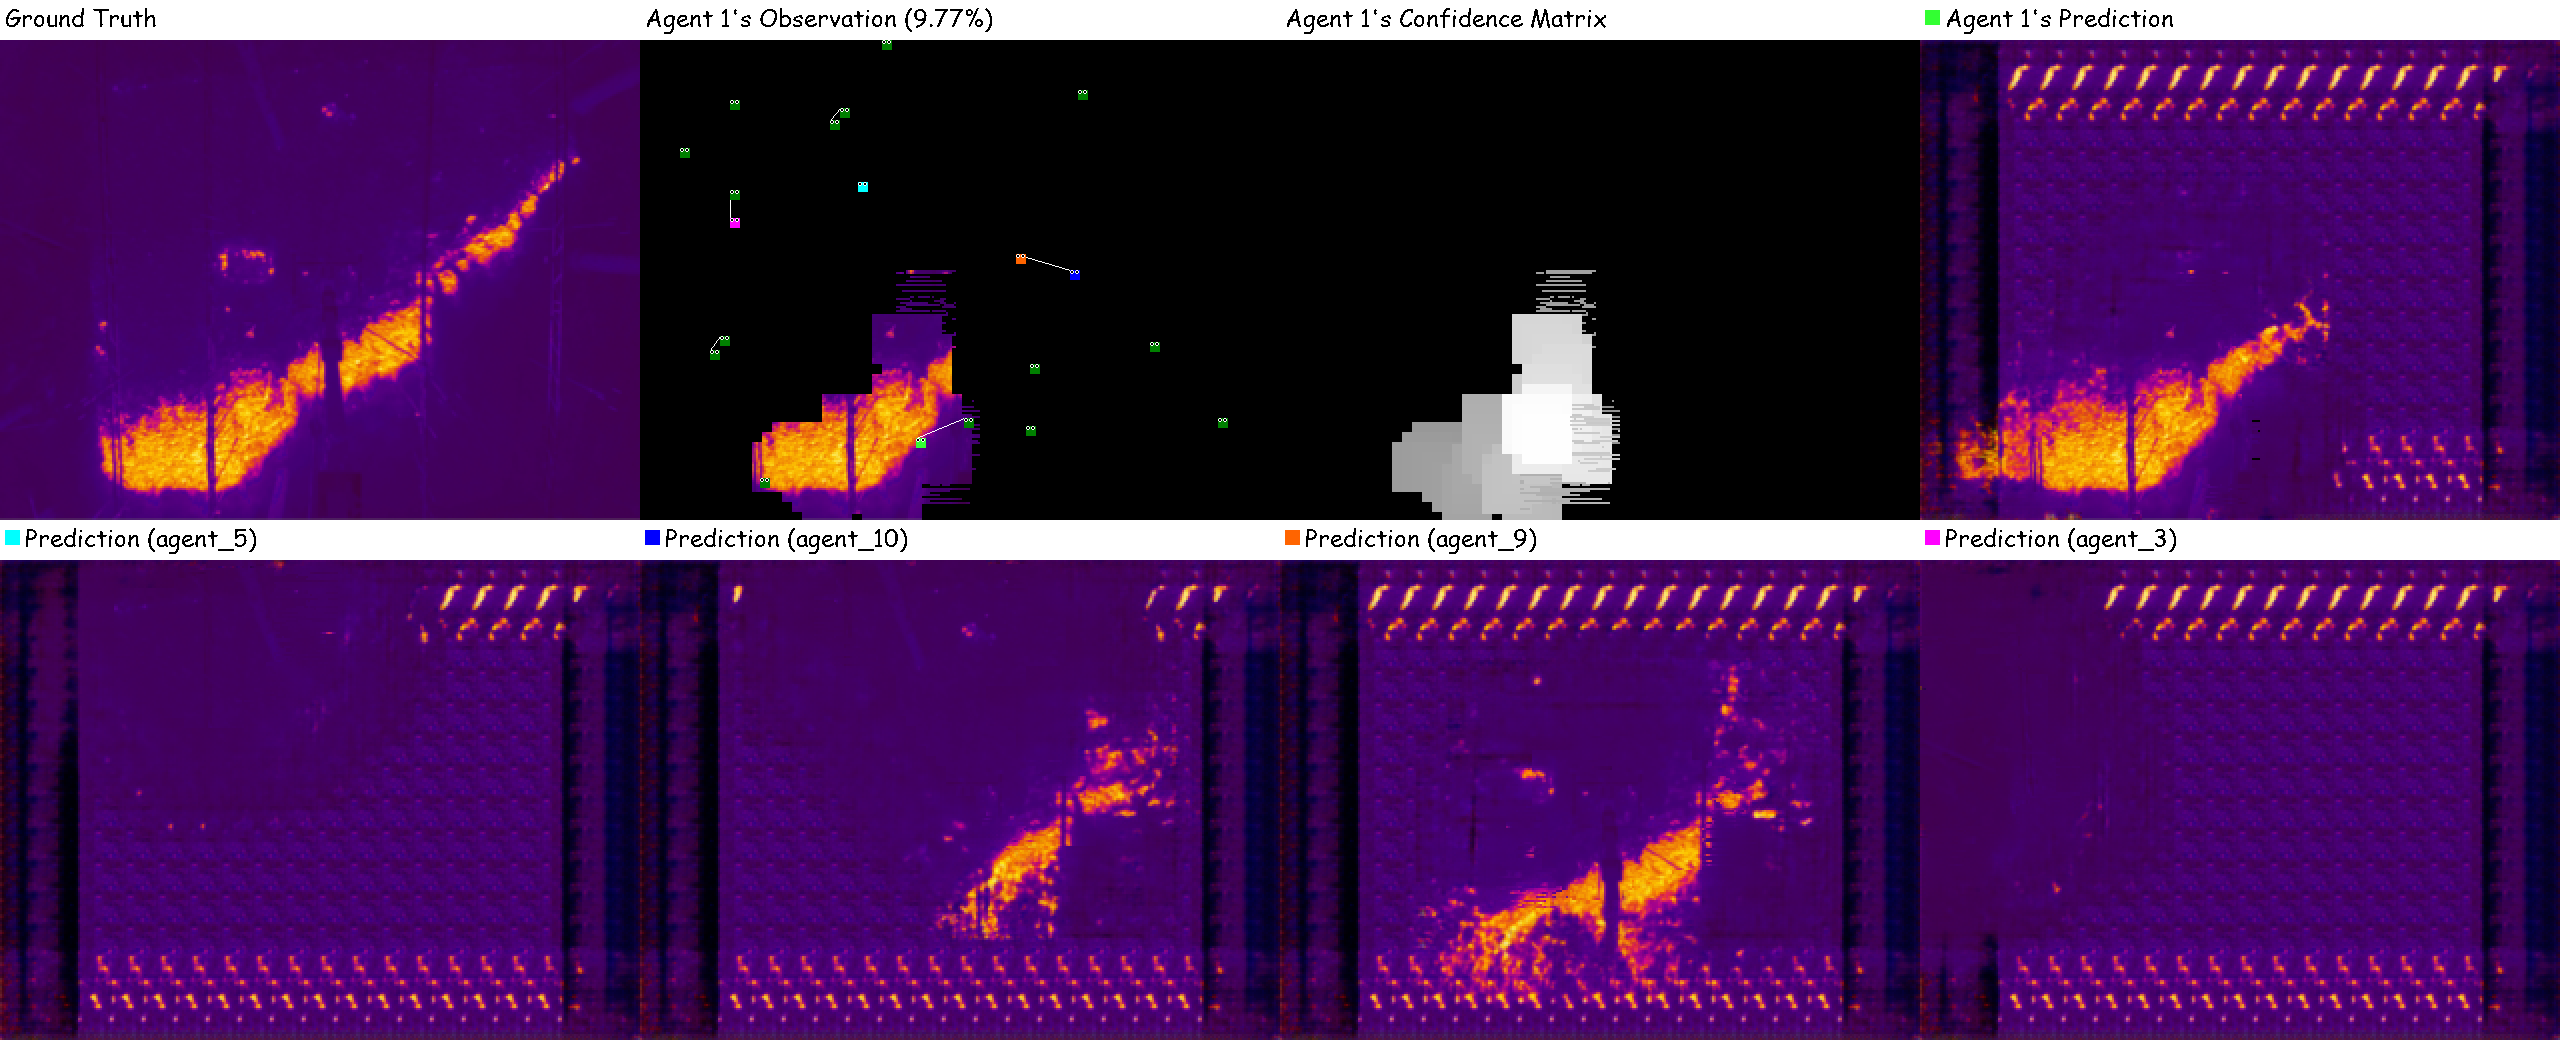 Ground Truth
Agent 1's Observation (9.77%)
Agent 1's Confidence Matrix
Agent 1's Prediction
Prediction (agent_5)
Prediction (agent_10)
Prediction (agent_9)
Prediction (agent_3)